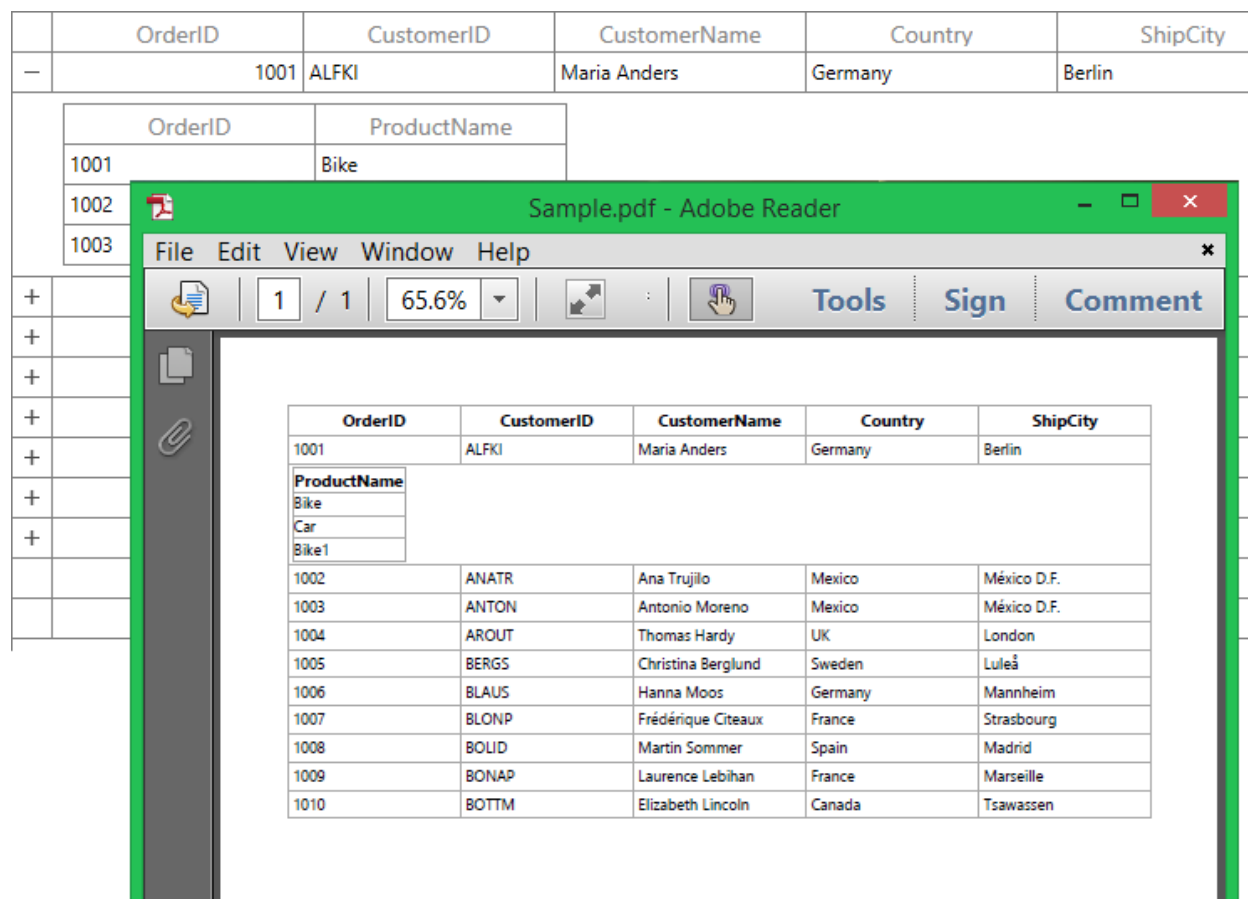 OrderID CustomerID CustomerName Country ShipCity
1001 ALFKI Maria Anders Germany Berlin
OrderID ProductName
1001 Bike
1002
1003
Sample.pdf - Adobe Reader
File Edit View Window Help
1 / 1 65.6% Tools Sign Comment
OrderID CustomerID CustomerName Country ShipCity
1001 ALFKI Maria Anders Germany Berlin
ProductName
Bike
Car
Bike1
1002 ANATR Ana Trujilo Mexico México D.F.
1003 ANTON Antonio Moreno Mexico México D.F.
1004 AROUT Thomas Hardy UK London
1005 BERGS Christina Berglund Sweden Luleå
1006 BLAUS Hanna Moos Germany Mannheim
1007 BLONP Frédérique Citeaux France Strasbourg
1008 BOLID Martin Sommer Spain Madrid
1009 BONAP Laurence Lebihan France Marseille
1010 BOTTM Elizabeth Lincoln Canada Tsawassen